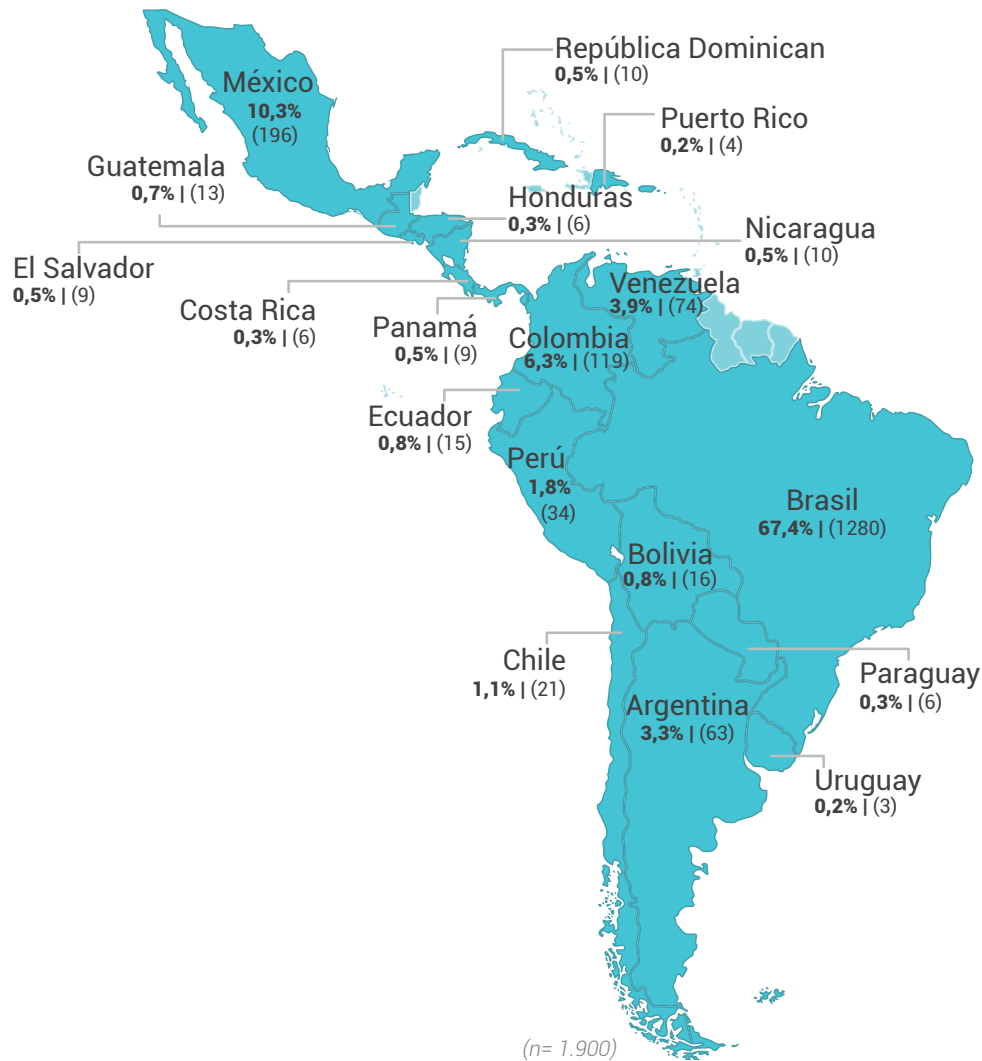 República Dominican
0,5% | (10)
México
10,3%
(196)
Puerto Rico
0,2% | (4)
Guatemala
0,7% | (13)
Honduras
0,3% | (6)
Nicaragua
0,5% | (10)
El Salvador
0,5% | (9)
Costa Rica
0,3% | (6)
Panamá
0,5% | (9)
Venezuela
3,9% | (74)
Colombia
6,3% | (119)
Ecuador
0,8% | (15)
Perú
1,8%
(34)
Brasil
67,4% | (1280)
Bolivia
0,8% | (16)
Chile
1,1% | (21)
Paraguay
0,3% | (6)
Argentina
3,3% | (63)
Uruguay
0,2% | (3)
(n= 1.900)